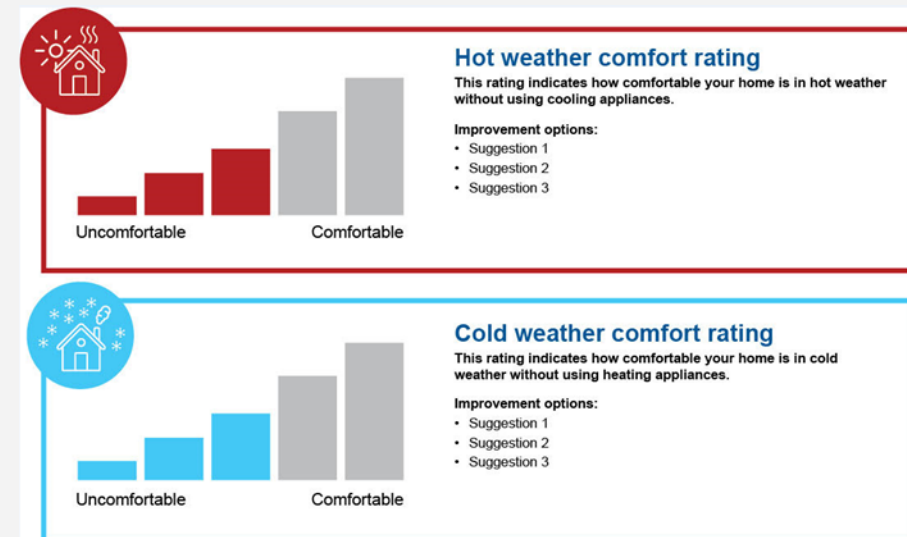 Hot weather comfort rating
This rating indicates how comfortable your home is in hot weather
without using cooling appliances.
Improvement options:
• Suggestion 1
• Suggestion 2
• Suggestion 3
Uncomfortable Comfortable
Cold weather comfort rating
This rating indicates how comfortable your home is in cold
weather without using heating appliances.
Improvement options:
• Suggestion 1
• Suggestion 2
• Suggestion 3
Uncomfortable Comfortable